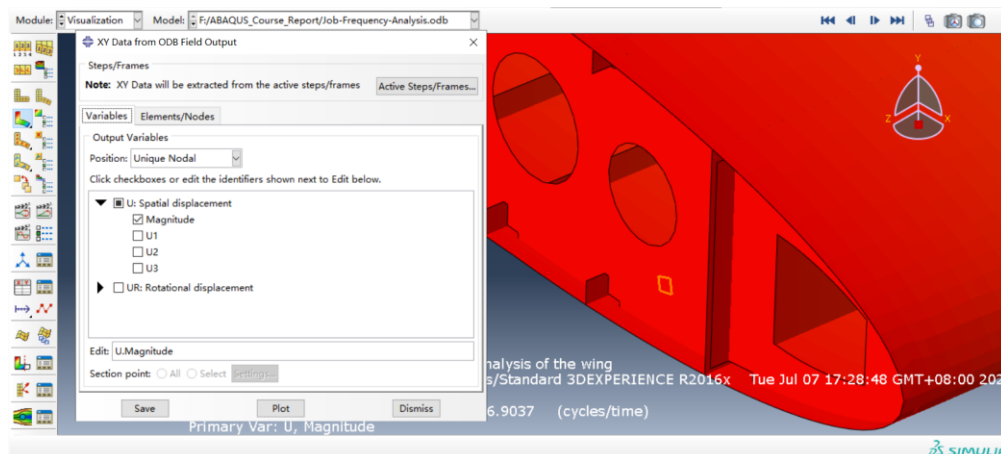 Module: Visualization Model: F:/ABAQUS_Course_Report/Job-Frequency-Analysis.odb
XY Data from ODB Field Output
Steps/Frames
Note: XY Data will be extracted from the active steps/frames Active Steps/Frames...
Variables Elements/Nodes
Output Variables
Position: Unique Nodal
Click checkboxes or edit the identifiers shown next to Edit below.
U: Spatial displacement
Magnitude
U1
U2
U3
UR: Rotational displacement
Edit: U.Magnitude
Section point: All Select Settings...
Save Plot Dismiss
Y
Z X
nalysis of the wing
s/Standard 3DEXPERIENCE R2016x Tue Jul 07 17:28:48 GMT+08:00 202
6.9037 (cycles/time)
Primary Var: U, Magnitude
SIMULI